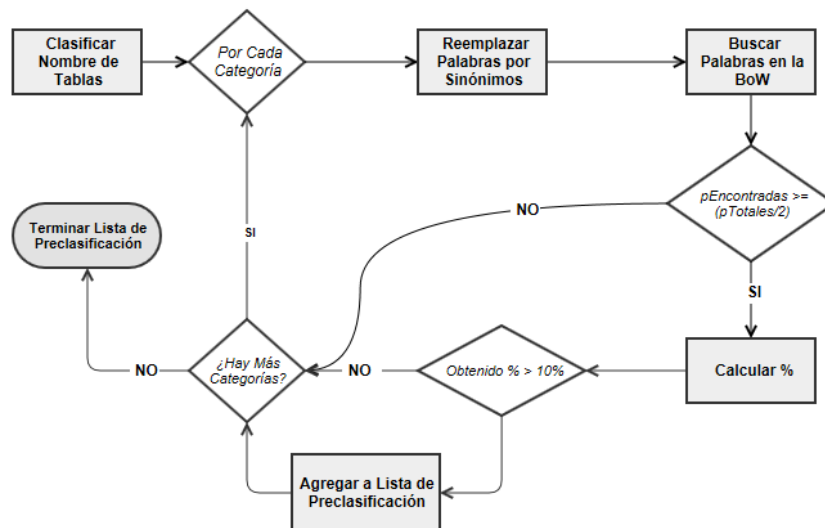 Clasificar
Nombre de
Tablas
Por Cada
Categoría
Reemplazar
Palabras por
Sinónimos
Buscar
Palabras en la
BoW
pEncontradas >=
(pTotales/2)
NO
SI
SI
Terminar Lista de
Preclasificación
NO
¿Hay Más
Categorías?
NO
Obtenido % > 10%
Calcular %
Agregar a Lista de
Preclasificación